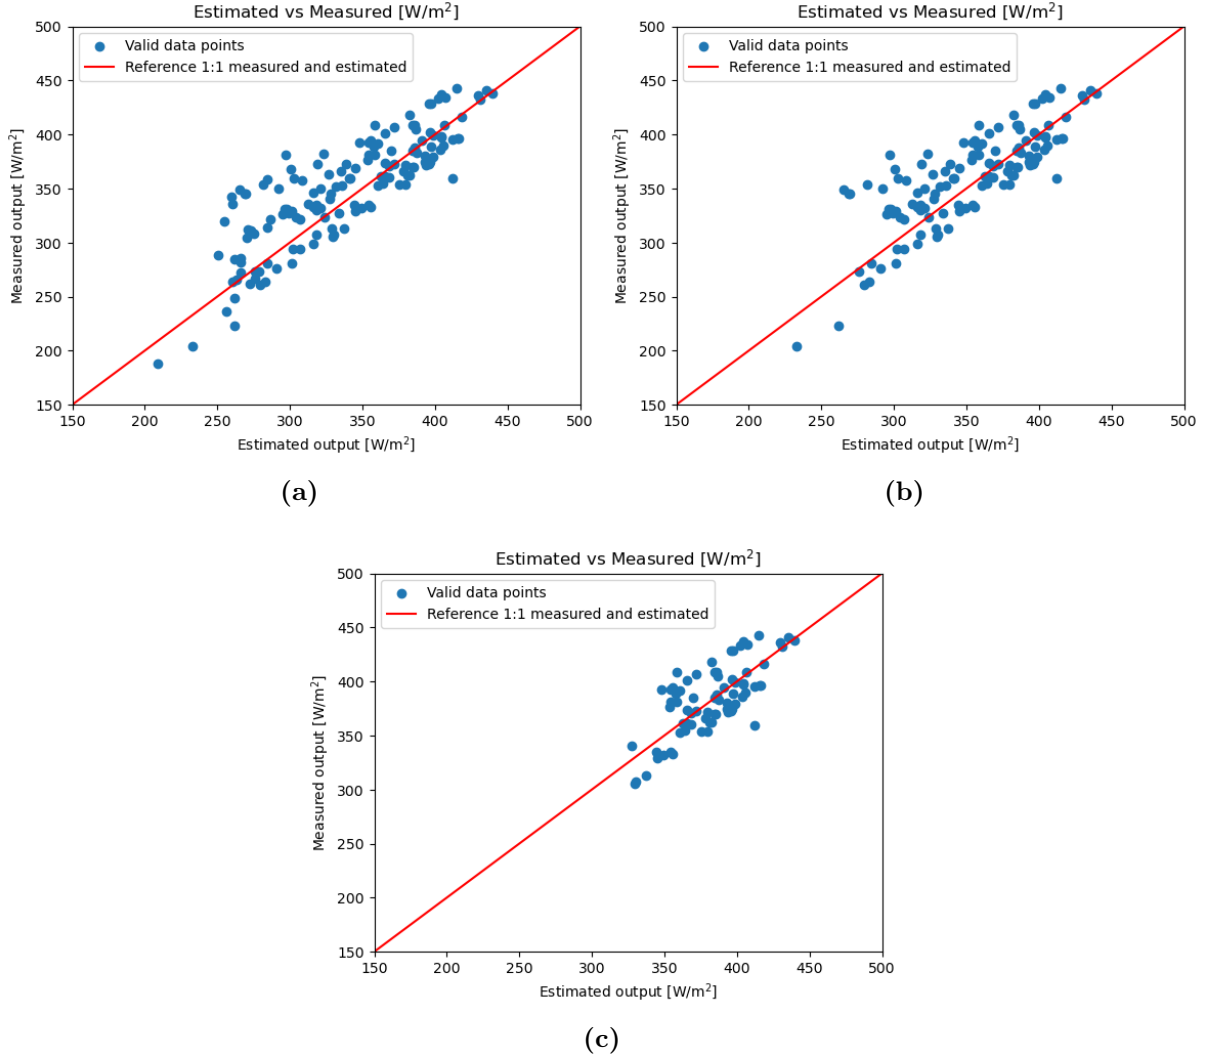 Estimated vs Measured [W/m²]
Valid data points
Reference 1:1 measured and estimated
Measured output [W/m²]
500
450
400
350
300
250
200
150
150
200
250
300
350
400
450
500
Estimated output [W/m²]
(a)
Estimated vs Measured [W/m²]
Valid data points
Reference 1:1 measured and estimated
Measured output [W/m²]
500
450
400
350
300
250
200
150
150
200
250
300
350
400
450
500
Estimated output [W/m²]
(b)
Estimated vs Measured [W/m²]
Valid data points
Reference 1:1 measured and estimated
Measured output [W/m²]
500
450
400
350
300
250
200
150
150
200
250
300
350
400
450
500
Estimated output [W/m²]
(c)